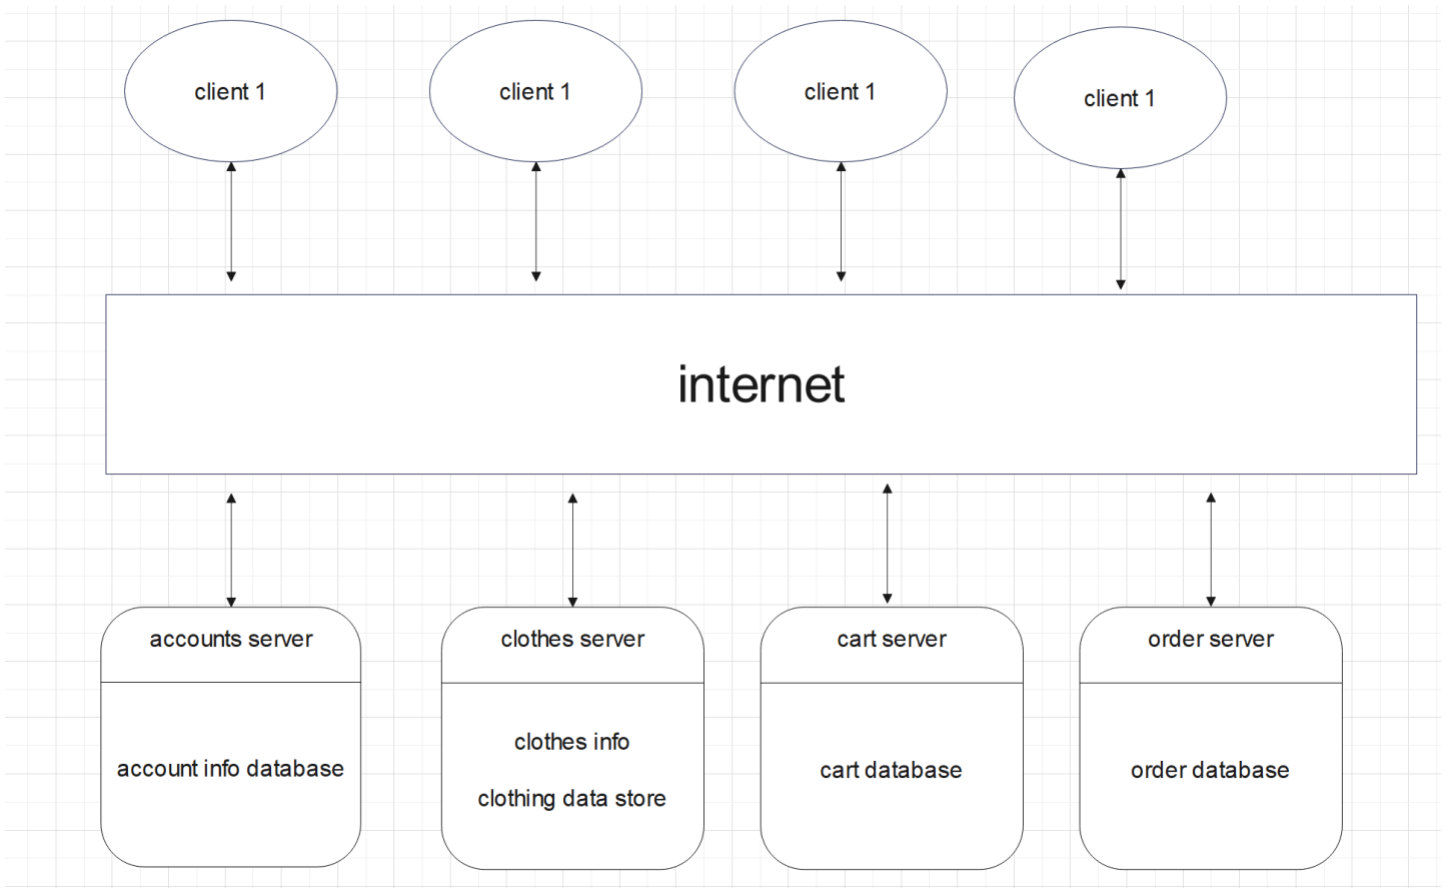 client 1
client 1
client 1
client 1
internet
accounts server
clothes server
cart server
order server
account info database
clothes info
clothing data store
cart database
order database